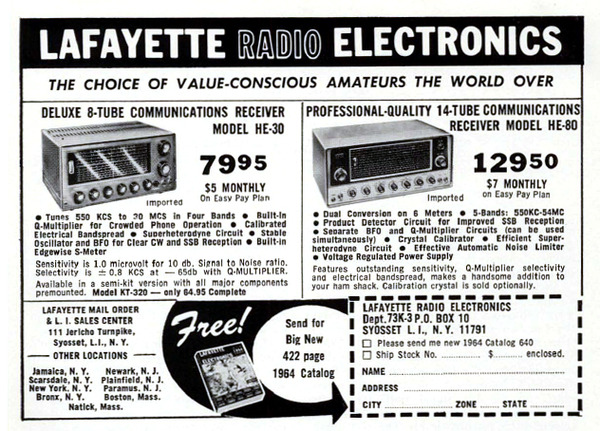 LAFAYETTE RADIO ELECTRONICS
THE CHOICE OF VALUE-CONSCIOUS AMATEURS THE WORLD OVER
DELUXE 8-TUBE COMMUNICATIONS RECEIVER
MODEL HE-30
7995
$5 MONTHLY
On Easy Pay Plan
Imported
● Tunes 550 KCS to 30 MCS in Four Bands ● Built-In
Q-Multiplier for Crowded Phone Operation ● Calibrated
Electrical Bandspread ● Superheterodyne Circuit ● Stable
Oscillator and BFO for Clear CW and SSB Reception ● Built-in
Edgewise S-Meter
Sensitivity is 1.0 microvolt for 10 db. Signal to Noise ratio.
Selectivity is ± 0.8 KCS at — 65db with Q-MULTIPLIER.
Available in a semi-kit version with all major components
premounted. Model KT-320 — only 64.95 Complete
PROFESSIONAL-QUALITY 14-TUBE COMMUNICATIONS
RECEIVER MODEL HE-80
12950
$7 MONTHLY
on Easy Pay Plan
Imported
● Dual Conversion on 6 Meters ● 5-Bands: 550KC-54MC
● Product Detector Circuit for Improved SSB Reception
● Separate BFO and Q-Multiplier Circuits (can be used
simultaneously) ● Crystal Calibrator ● Efficient Super-
heterodyne Circuit ● Effective Automatic Noise Limiter
● Voltage Regulated Power Supply
Features outstanding sensitivity, Q-Multiplier selectivity
and electrical bandspread, makes a handsome addition to
your ham shack. Calibration crystal is sold optionally.
LAFAYETTE MAIL ORDER
& L. I. SALES CENTER
111 Jericho Turnpike,
Syosset, L.I., N. Y.
OTHER LOCATIONS
Jamaica, N. Y. Newark, N. J.
Scarsdale, N. Y. Plainfield, N. J.
New York, N. Y. Paramus, N. J.
Bronx, N. Y. Boston, Mass.
Natick, Mass.
Free!
LAFAYETTE
Send for
Big New
422 page
1964 Catalog
LAFAYETTE RADIO ELECTRONICS
Dept.73K-3 P.O. BOX 10
SYOSSET L.I., N. Y. 11791
☐ Please send me new 1964 Catalog 640
☐ Ship Stock No. ............ $............ enclosed.
NAME
ADDRESS
CITY ............ ZONE ...... STATE ............